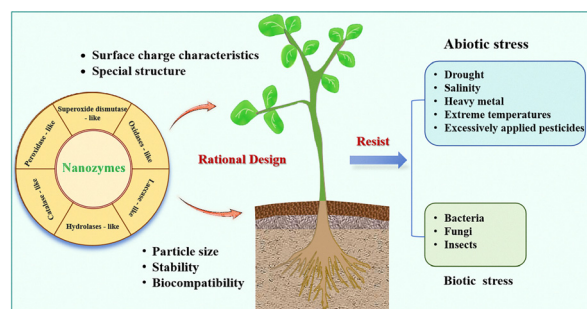 • Surface charge characteristics
• Special structure
Superoxide dismutase
- like
Oxidases - like
Laccase - like
Hydrolases - like
Catalase - like
Peroxidase - like
Nanozymes
Rational Design
• Particle size
• Stability
• Biocompatibility
Resist
Abiotic stress
• Drought
• Salinity
• Heavy metal
• Extreme temperatures
• Excessively applied pesticides
• Bacteria
• Fungi
• Insects
Biotic stress